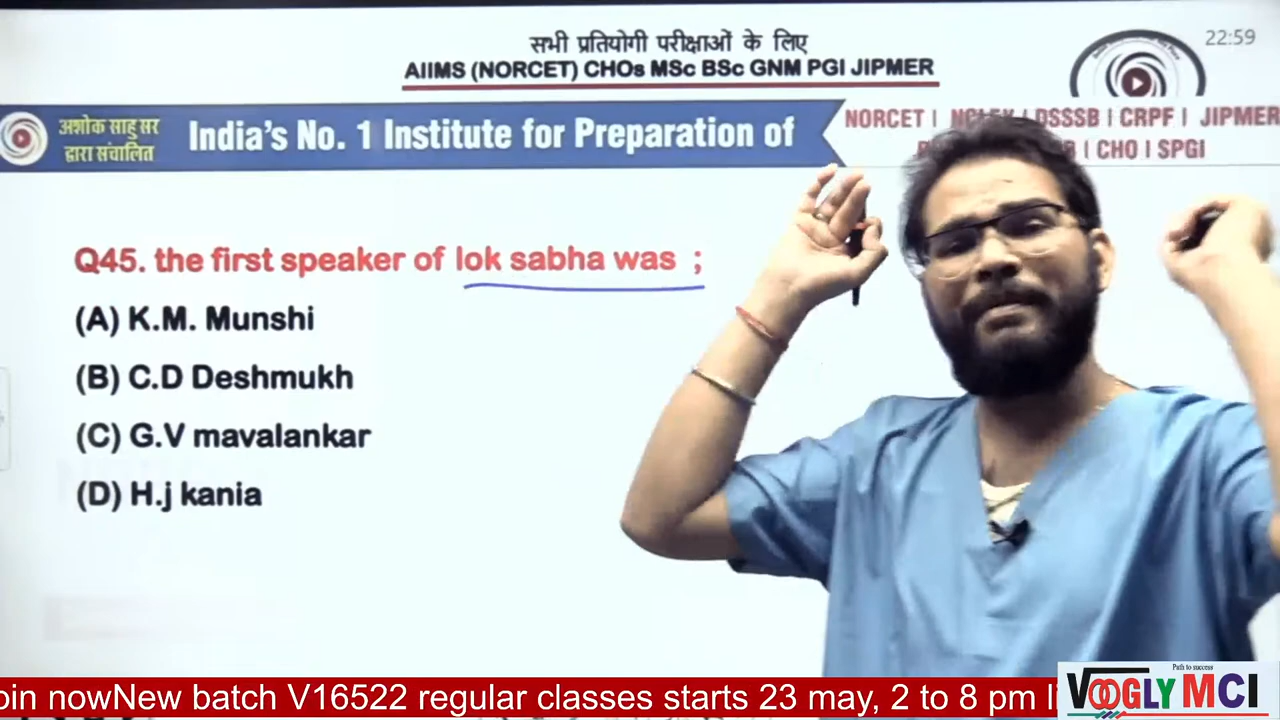 सभी प्रतियोगी परीक्षाओं के लिए
AIIMS (NORCET) CHOs MSc BSc GNM PGI JIPMER
22:59
अशोक साहु सर
द्वारा संचालित
India's No. 1 Institute for Preparation of
NORCET I NCLEX I DSSSB I CRPF I JIPMER
I CHO I SPGI
Q45. the first speaker of lok sabha was ;
(A) K.M. Munshi
(B) C.D Deshmukh
(C) G.V mavalankar
(D) H.j kania
oin nowNew batch V16522 regular classes starts 23 may, 2 to 8 pm li
Path to success
VOOGLY MCI